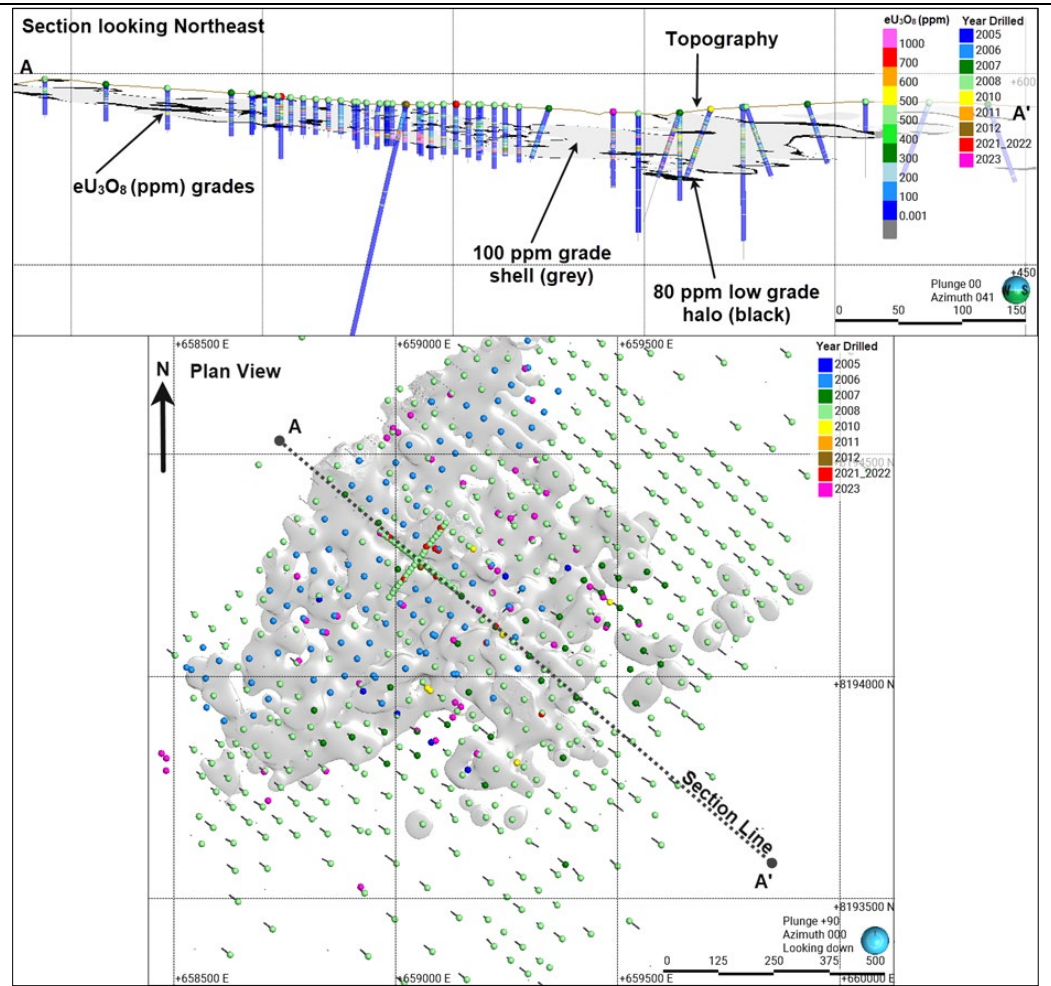 Section looking Northeast
A
eU₃O₈ (ppm) grades
100 ppm grade
shell (grey)
Topography
80 ppm low grade
halo (black)
A'
eU₃O₈ (ppm)
1000
700
600
500
500
400
300
200
100
0.001
Year Drilled
2005
2006
2007
2008
2010
2011
2012
2021_2022
2023
+600
+450
Plunge 00
Azimuth 041
0 50 100 150
+658500 E
+659000 E
+659500 E
N
Plan View
A
Year Drilled
2005
2006
2007
2008
2010
2011
2012
2021_2022
2023
+8194500 N
+8194000 N
Section Line
A'
+8193500 N
Plunge +90
Azimuth 000
Looking down
0 125 250 375 500
+658500 E
+659000 E
+659500 E
+660000 E